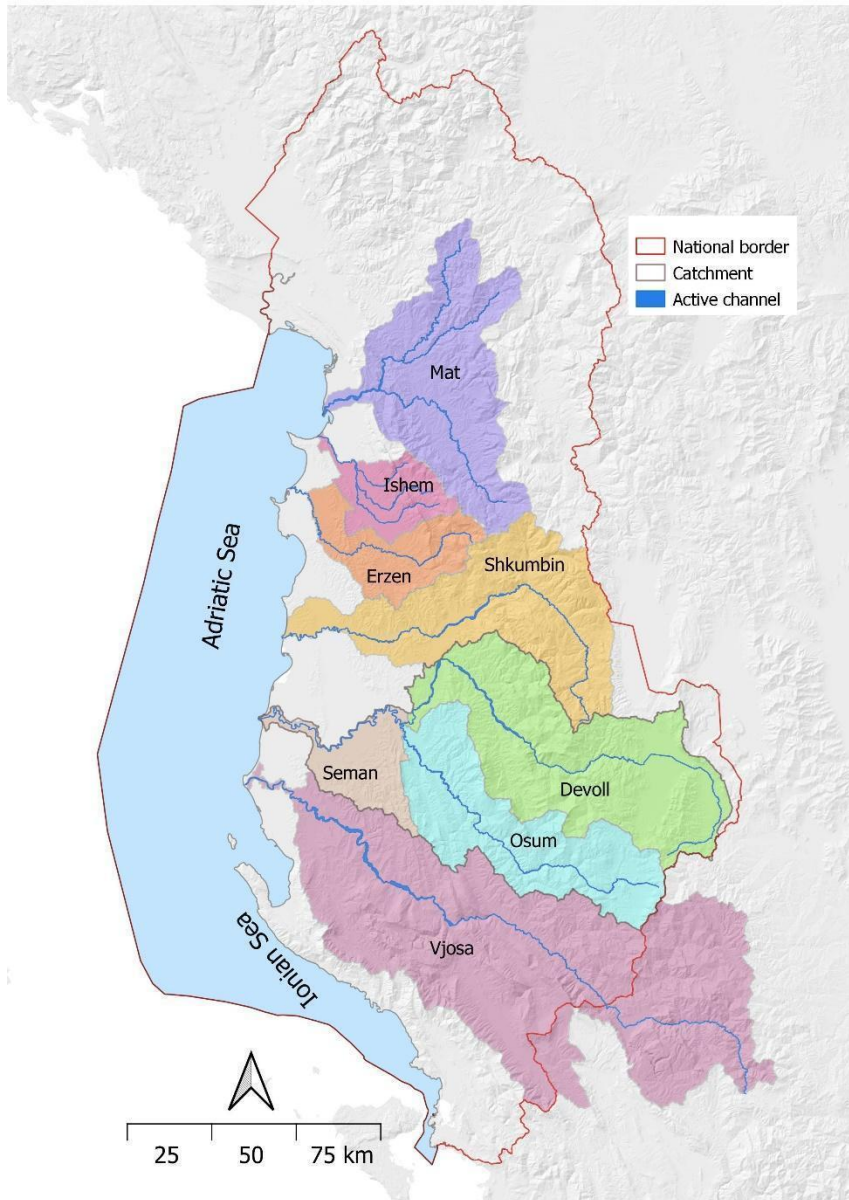 National border
Catchment
Active channel
Mat
Ishem
Erzen
Shkumbin
Adriatic Sea
Seman
Devoll
Osum
Vjosa
Ionian Sea
25 50 75 km